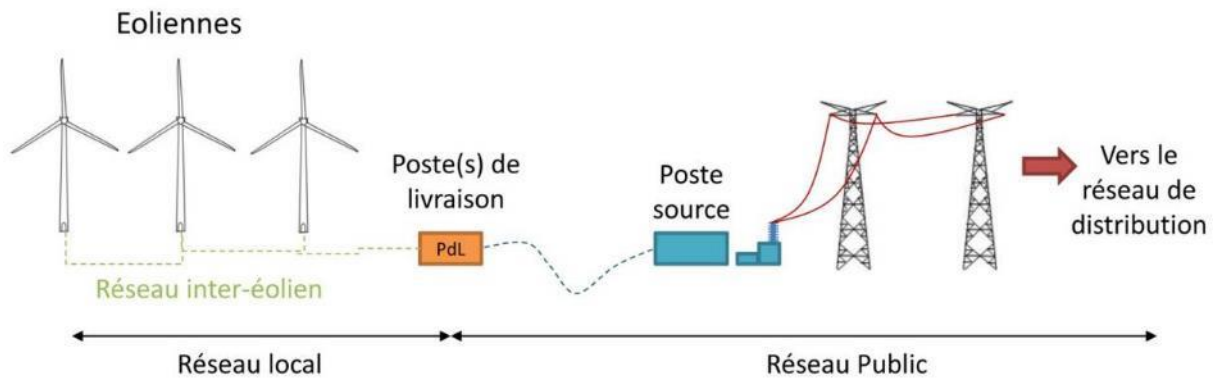 Eoliennes
Poste(s) de
livraison
PdL
Poste
source
Vers le
réseau de
distribution
Réseau inter-éolien
Réseau local
Réseau Public